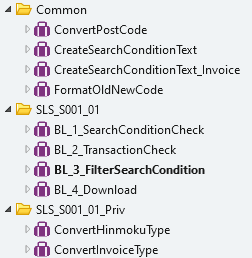 Common
ConvertPostCode
CreateSearchConditionText
CreateSearchConditionText_Invoice
FormatOldNewCode
SLS_S001_01
BL_1_SearchConditionCheck
BL_2_TransactionCheck
BL_3_FilterSearchCondition
BL_4_Download
SLS_S001_01_Priv
ConvertHinmokuType
ConvertInvoiceType